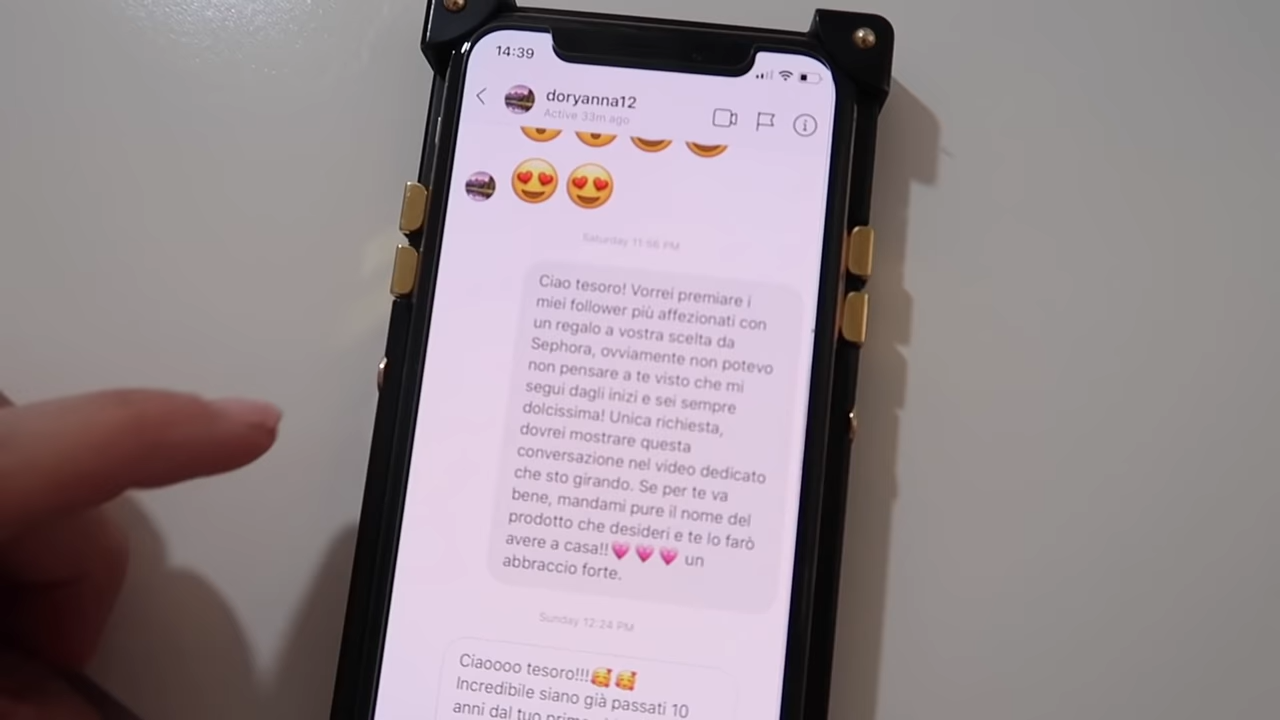 14:39
doryanna12
Active 33m ago
Saturday 11:56 PM
Ciao tesoro! Vorrei premiare i
miei follower più affezionati con
un regalo a vostra scelta da
Sephora, ovviamente non potevo
non pensare a te visto che mi
segui dagli inizi e sei sempre
dolcissima! Unica richiesta,
dovrei mostrare questa
conversazione nel video dedicato
che sto girando. Se per te va
bene, mandami pure il nome del
prodotto che desideri e te lo farò
avere a casa!!💗💗💗 un
abbraccio forte.
Sunday 12:24 PM
Ciaoooo tesoro!!!🥰🥰
Incredibile siano già passati 10
anni dal tuo primo